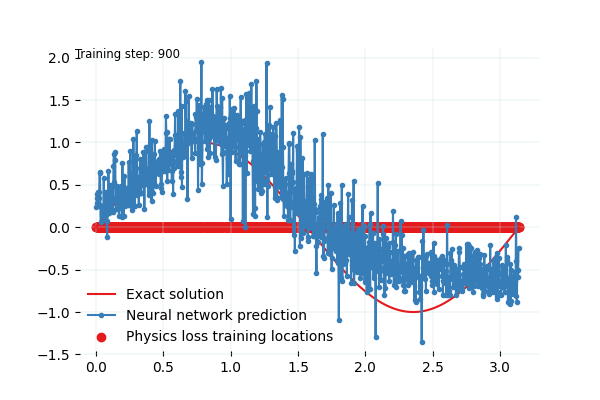 Training step: 900
2.0
1.5
1.0
0.5
0.0
−0.5
−1.0
−1.5
Exact solution
Neural network prediction
Physics loss training locations
0.0 0.5 1.0 1.5 2.0 2.5 3.0